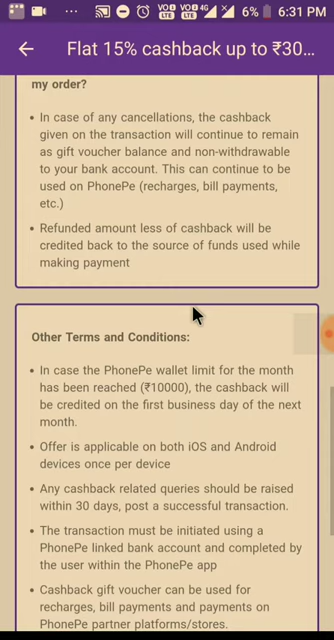 VO LTE VO LTE 4G 6% 6:31 PM
Flat 15% cashback up to ₹30...
my order?
• In case of any cancellations, the cashback
given on the transaction will continue to remain
as gift voucher balance and non-withdrawable
to your bank account. This can continue to be
used on PhonePe (recharges, bill payments,
etc.)
• Refunded amount less of cashback will be
credited back to the source of funds used while
making payment
Other Terms and Conditions:
• In case the PhonePe wallet limit for the month
has been reached (₹10000), the cashback will
be credited on the first business day of the next
month.
• Offer is applicable on both iOS and Android
devices once per device
• Any cashback related queries should be raised
within 30 days, post a successful transaction.
• The transaction must be initiated using a
PhonePe linked bank account and completed by
the user within the PhonePe app
• Cashback gift voucher can be used for
recharges, bill payments and payments on
PhonePe partner platforms/stores.